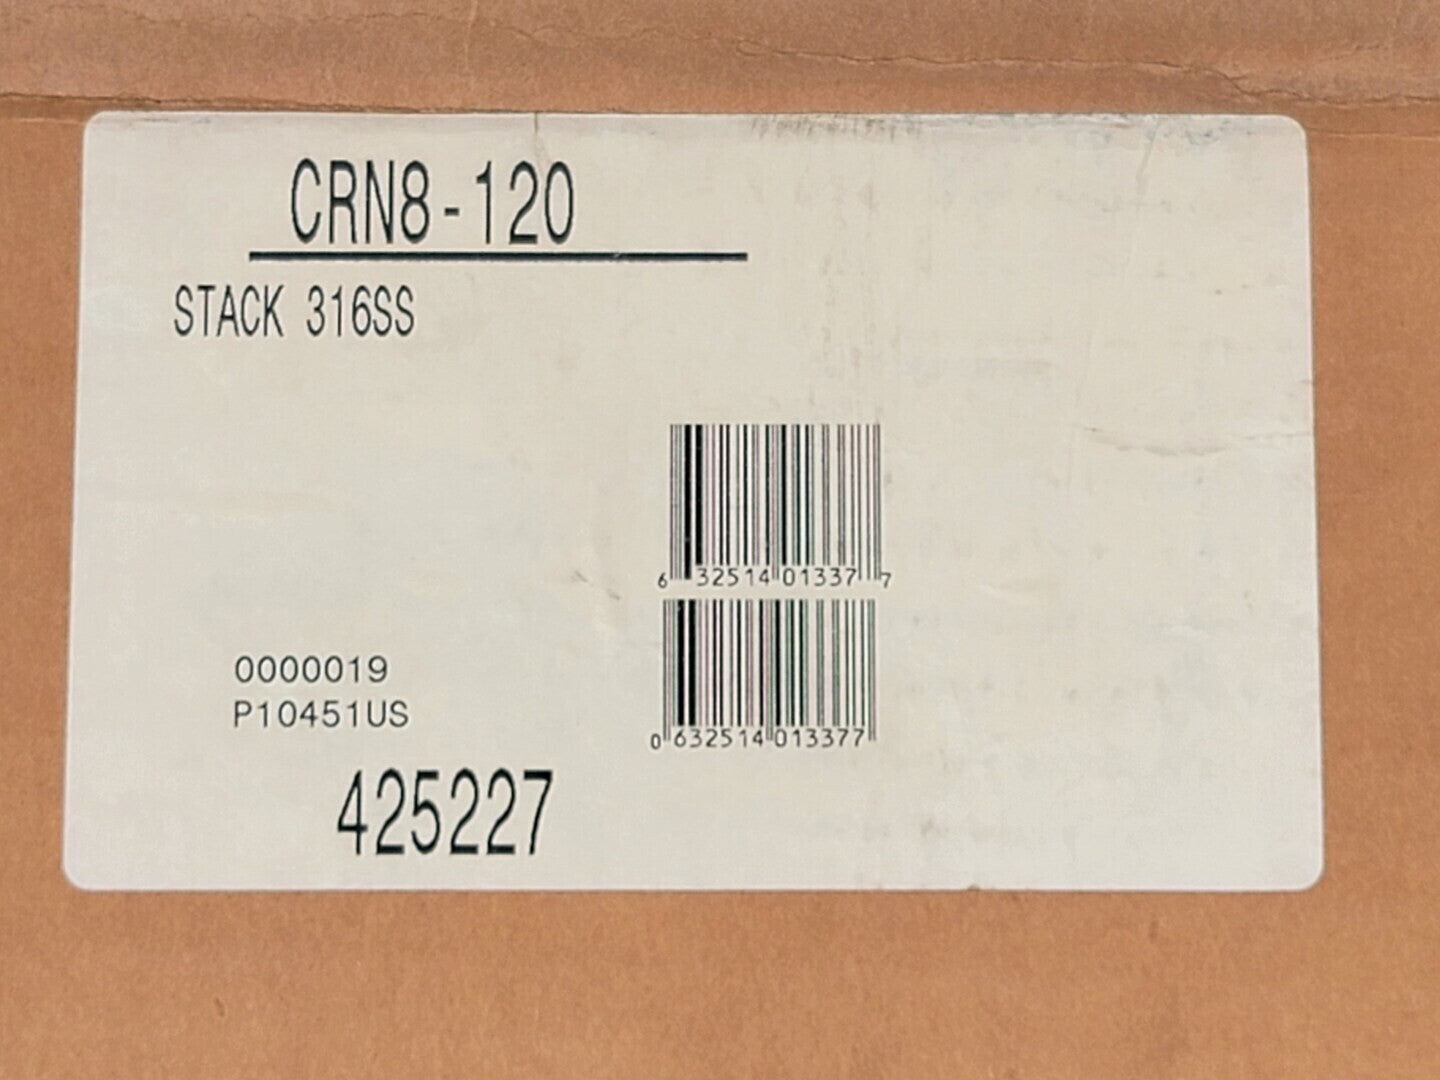 CRN8-120
STACK 316SS
6 32514 01337 7
0 632514 013377
0000019
P10451US
425227